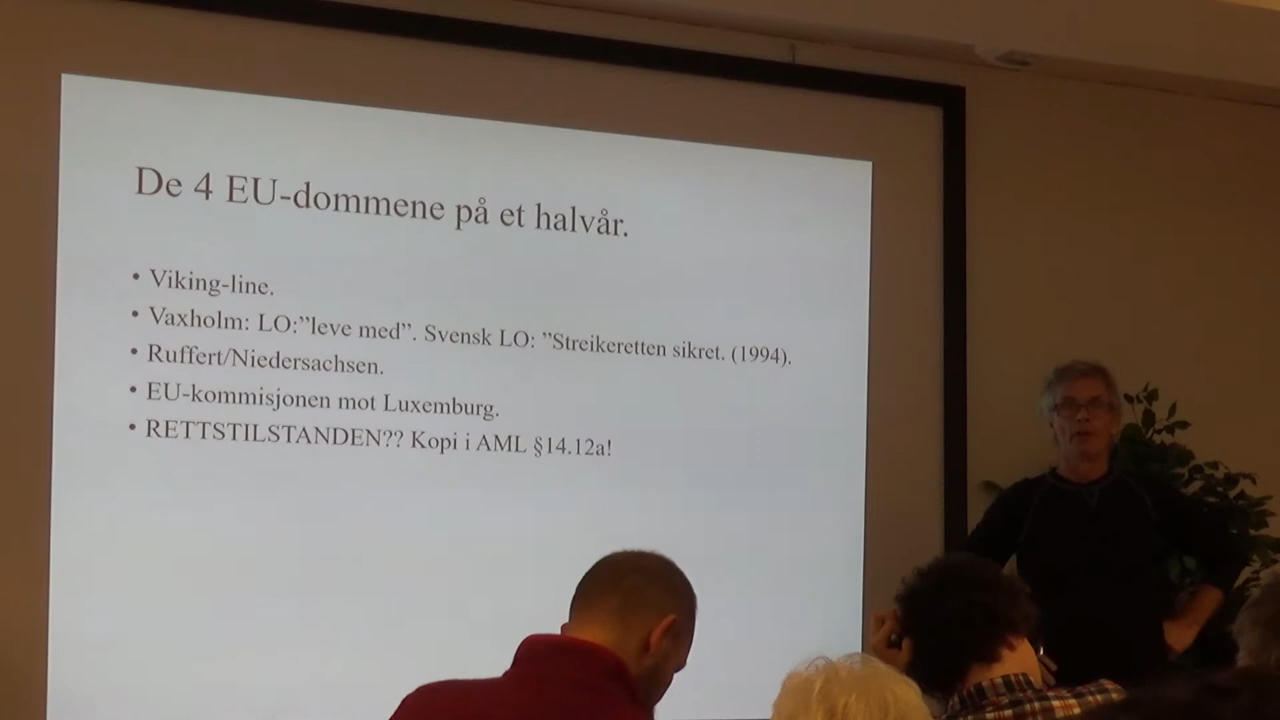 De 4 EU-dommene på et halvår.
• Viking-line.
• Vaxholm: LO:”leve med”. Svensk LO: ”Streikeretten sikret. (1994).
• Ruffert/Niedersachsen.
• EU-kommisjonen mot Luxemburg.
• RETTSTILSTANDEN?? Kopi i AML §14.12a!